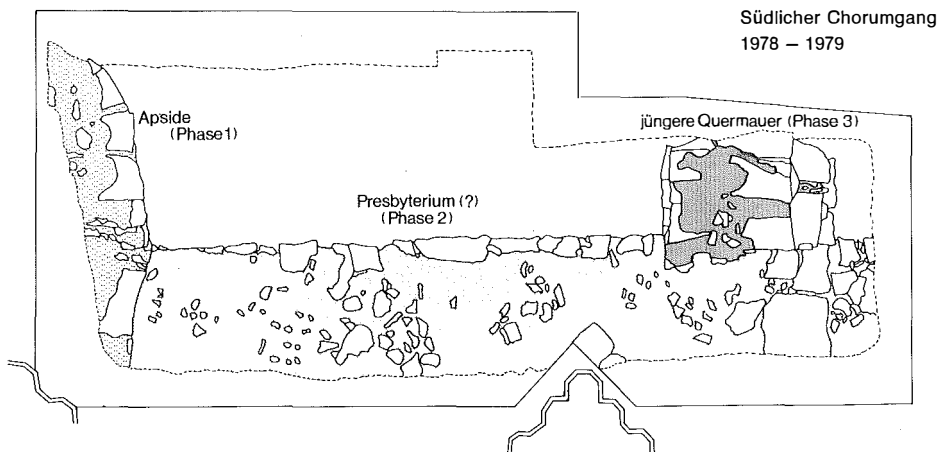 Südlicher Chorumgang
1978 – 1979
Apside
(Phase 1)
jüngere Quermauer (Phase 3)
Presbyterium (?)
(Phase 2)